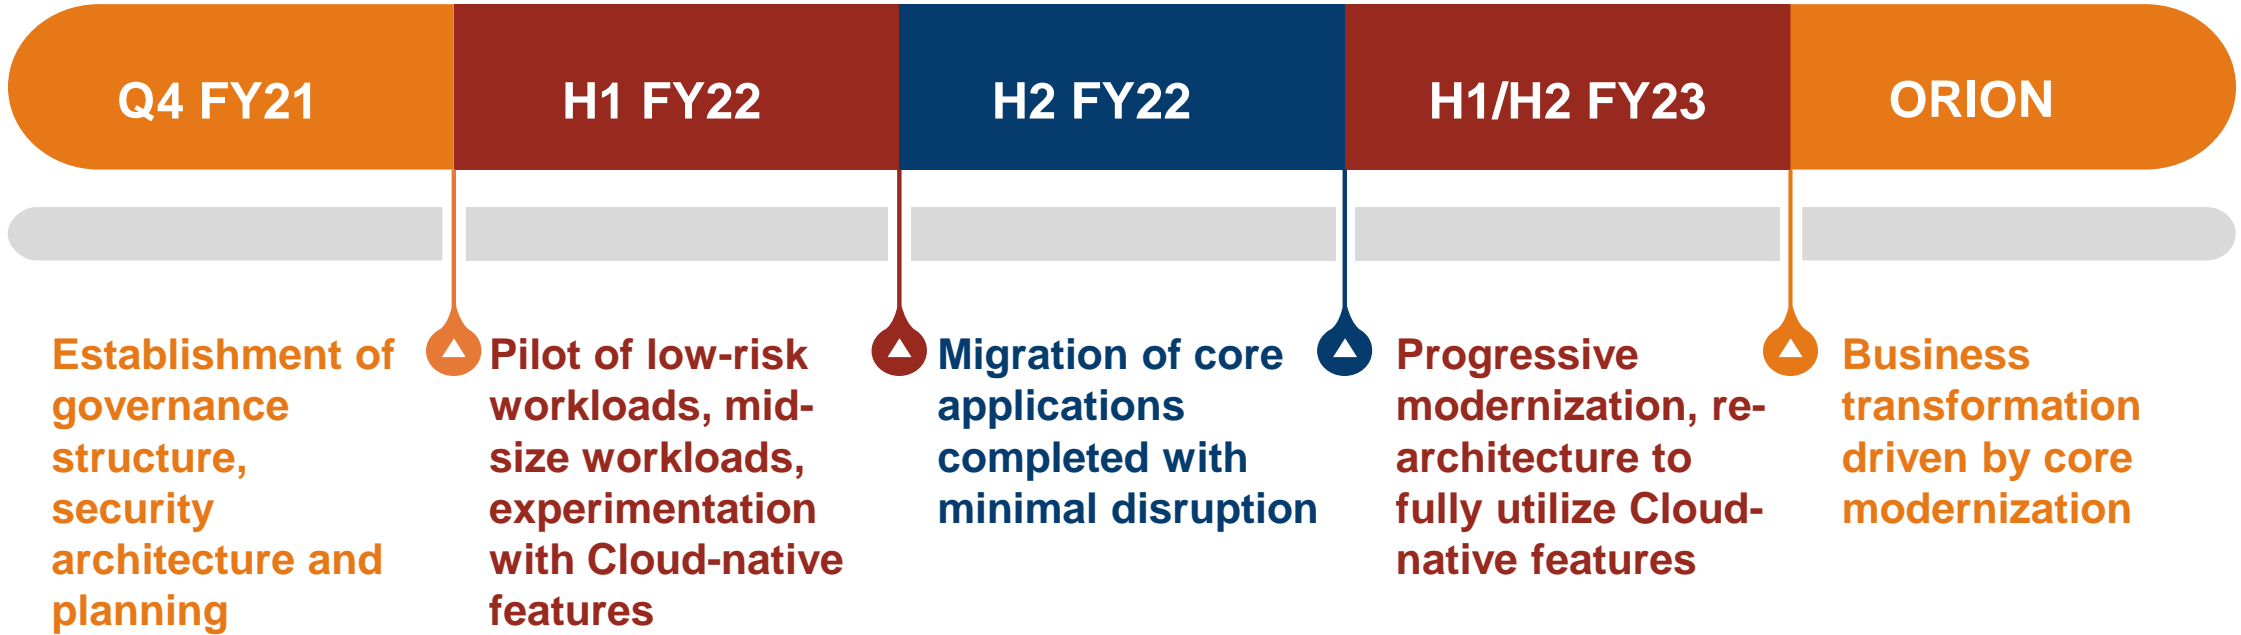 Q4 FY21
H1 FY22
H2 FY22
H1/H2 FY23
ORION
Establishment of
governance
structure,
security
architecture and
planning
Pilot of low-risk
workloads, mid-
size workloads,
experimentation
with Cloud-native
features
Migration of core
applications
completed with
minimal disruption
Progressive
modernization, re-
architecture to
fully utilize Cloud-
native features
Business
transformation
driven by core
modernization